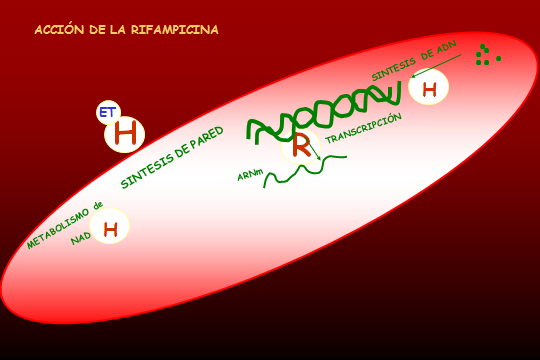 ACCIÓN DE LA RIFAMPICINA
SINTESIS DE ADN
H
ET
H
SINTESIS DE PARED
R
TRANSCRIPCIÓN
ARNm
METABOLISMO de
NAD
H